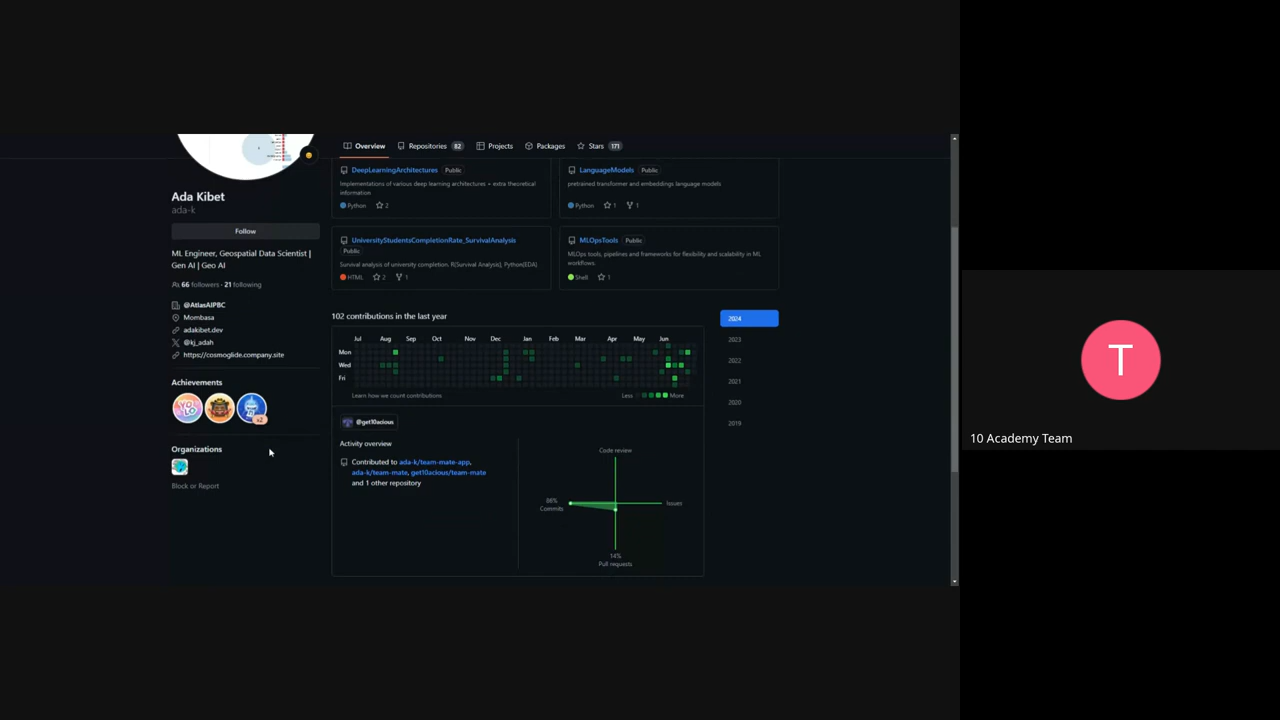 Overview
Repositories 82
Projects
Packages
Stars 171
Ada Kibet
ada-k
Follow
ML Engineer, Geospatial Data Scientist |
Gen AI | Geo AI
66 followers · 21 following
@AtlasAIPBC
Mombasa
adakibet.dev
@kj_adah
https://cosmoglide.company.site
Achievements
YOLO
x2
Organizations
Block or Report
DeepLearningArchitectures Public
Implementations of various deep learning architectures + extra theoretical
information
Python 2
LanguageModels Public
pretrained transformer and embeddings language models
Python 1 1
UniversityStudentsCompletionRate_SurvivalAnalysis
Public
Survival analysis of university completion. R(Survival Analysis), Python(EDA)
HTML 2 1
MLOpsTools Public
MLOps tools, pipelines and frameworks for flexibility and scalability in ML
workflows.
Shell 1
102 contributions in the last year
Jul Aug Sep Oct Nov Dec Jan Feb Mar Apr May Jun
Mon
Wed
Fri
Learn how we count contributions
Less More
2024
2023
2022
2021
2020
2019
@get10acious
Activity overview
Contributed to ada-k/team-mate-app,
ada-k/team-mate, get10acious/team-mate
and 1 other repository
Code review
86%
Commits
Issues
14%
Pull requests
T
10 Academy Team